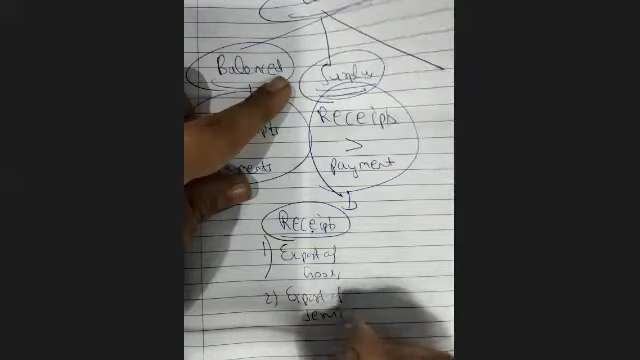 Balanced
Surplus
Receipts
>
payment
Receipts
1) Export of
Goods
2) Export of